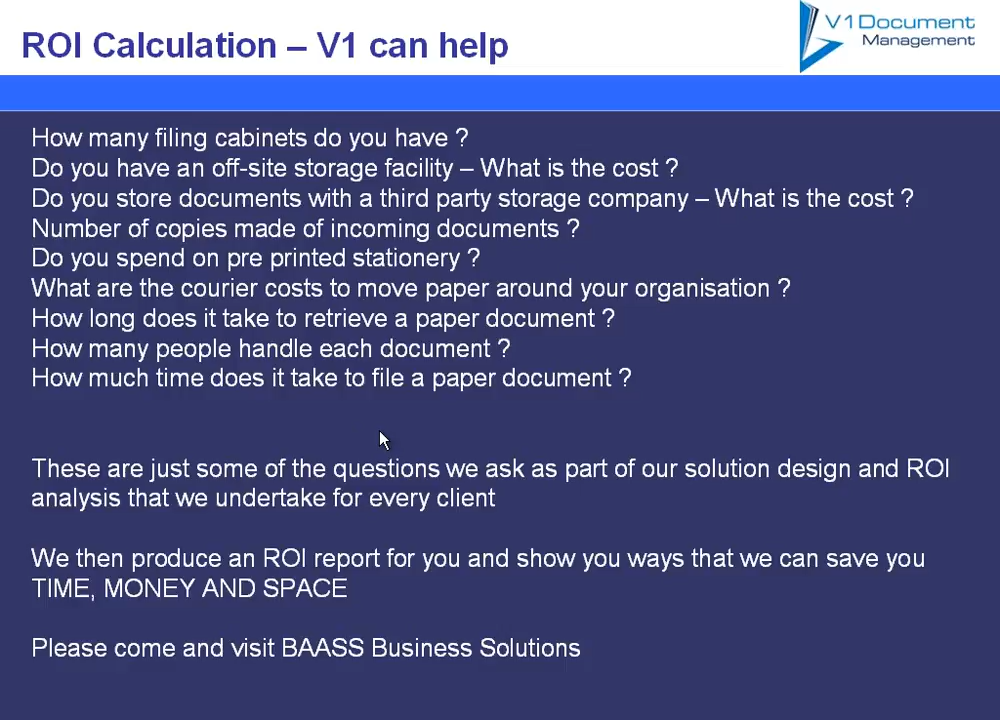 ROI Calculation – V1 can help
V1 Document
Management
How many filing cabinets do you have ?
Do you have an off-site storage facility – What is the cost ?
Do you store documents with a third party storage company – What is the cost ?
Number of copies made of incoming documents ?
Do you spend on pre printed stationery ?
What are the courier costs to move paper around your organisation ?
How long does it take to retrieve a paper document ?
How many people handle each document ?
How much time does it take to file a paper document ?
These are just some of the questions we ask as part of our solution design and ROI
analysis that we undertake for every client
We then produce an ROI report for you and show you ways that we can save you
TIME, MONEY AND SPACE
Please come and visit BAASS Business Solutions